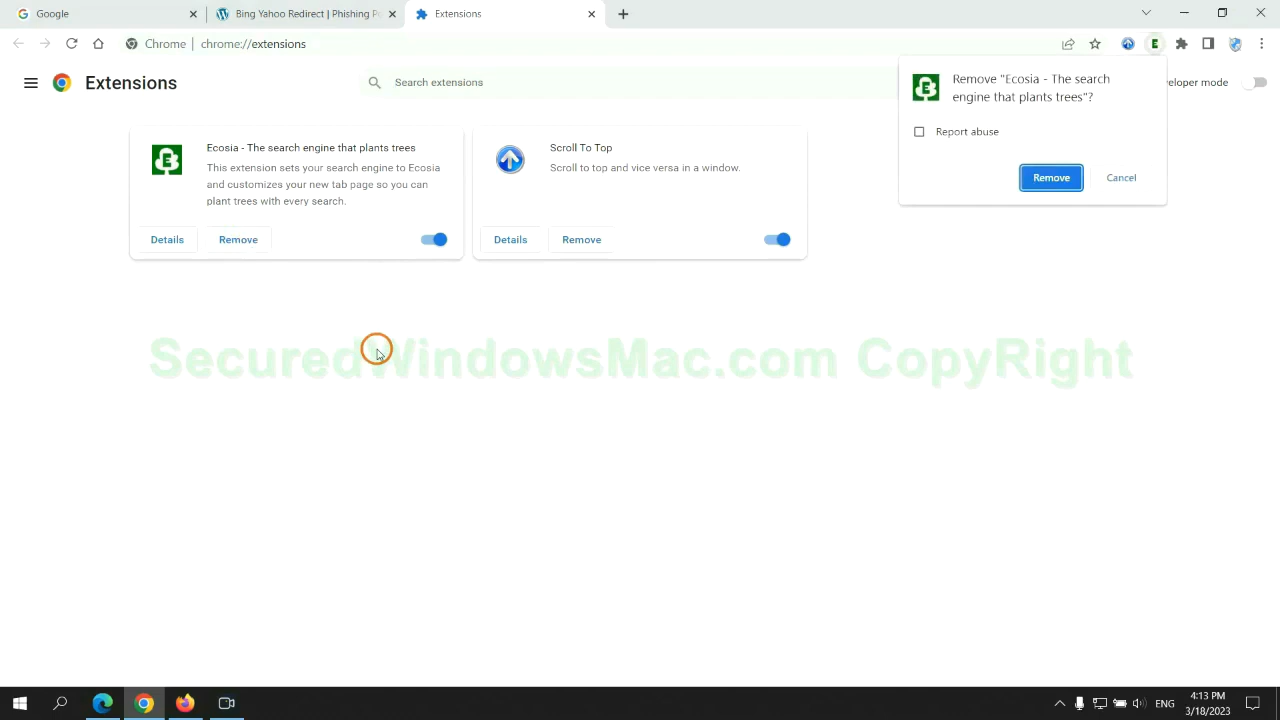 Google
Bing Yahoo Redirect | Phishing Pe
Extensions
Chrome
chrome://extensions
Extensions
Search extensions
veloper mode
Remove "Ecosia - The search
engine that plants trees"?
Report abuse
Remove
Cancel
Ecosia - The search engine that plants trees
This extension sets your search engine to Ecosia
and customizes your new tab page so you can
plant trees with every search.
Details
Remove
Scroll To Top
Scroll to top and vice versa in a window.
Details
Remove
SecuredWindowsMac.com CopyRight
ENG
4:13 PM
3/18/2023